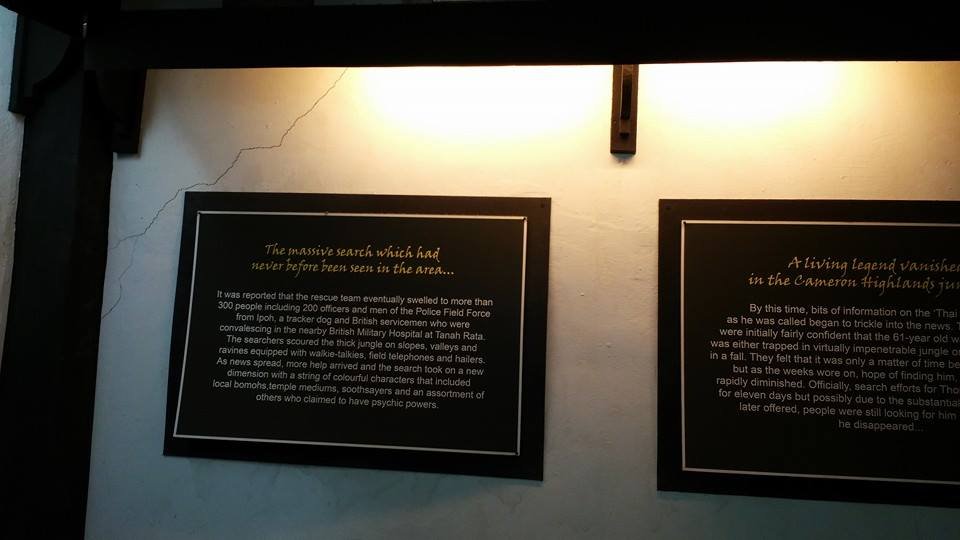 The massive search which had
never before been seen in the area...
It was reported that the rescue team eventually swelled to more than
300 people including 200 officers and men of the Police Field Force
from Ipoh, a tracker dog and British servicemen who were
convalescing in the nearby British Military Hospital at Tanah Rata.
The searchers scoured the thick jungle on slopes, valleys and
ravines equipped with walkie-talkies, field telephones and hailers.
As news spread, more help arrived and the search took on a new
dimension with a string of colourful characters that included
local bomohs,temple mediums, soothsayers and an assortment of
others who claimed to have psychic powers.
A living legend vanished
in the Cameron Highlands
By this time, bits of information on the 'Thai
as he was called began to trickle into the news.
were initially fairly confident that the 61-year old
was either trapped in virtually impenetrable jungle
in a fall. They felt that it was only a matter of time
but as the weeks wore on, hope of finding him,
rapidly diminished. Officially, search efforts for
for eleven days but possibly due to the
later offered, people were still looking for him
he disappeared...